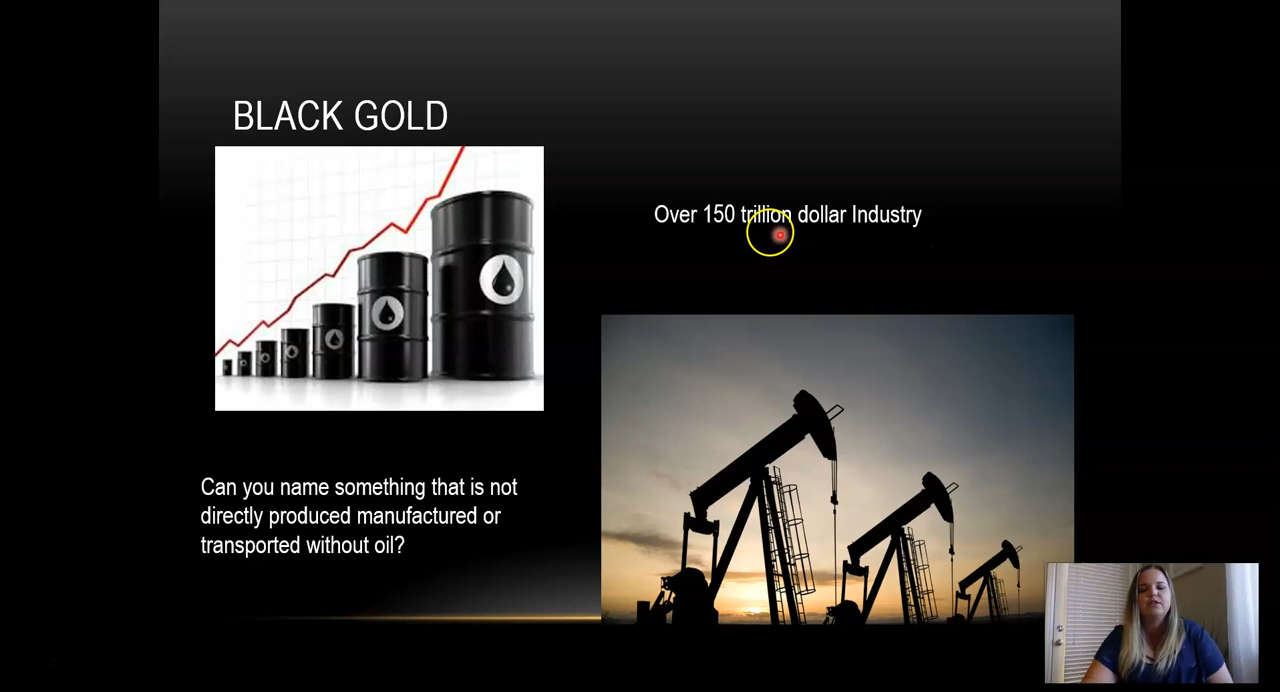 BLACK GOLD
Over 150 trillion dollar Industry
Can you name something that is not
directly produced manufactured or
transported without oil?